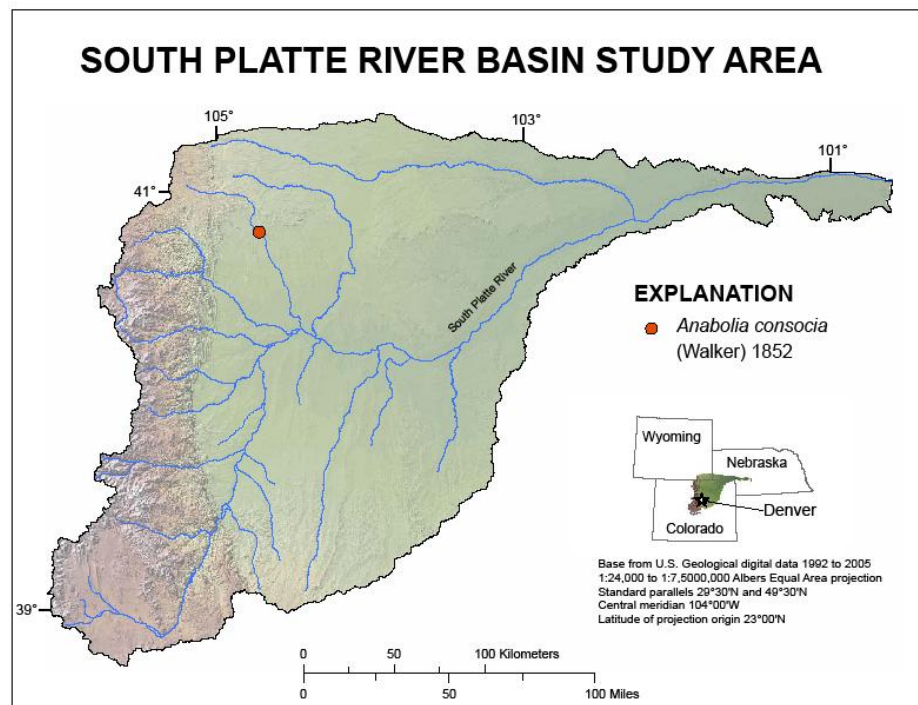 SOUTH PLATTE RIVER BASIN STUDY AREA
105°
103°
101°
41°
South Platte River
EXPLANATION
Anabolia consocia
(Walker) 1852
Wyoming
Nebraska
Denver
Colorado
Base from U.S. Geological digital data 1992 to 2005
1:24,000 to 1:7,5000,000 Albers Equal Area projection
Standard parallels 29°30'N and 49°30'N
Central meridian 104°00'W
Latitude of projection origin 23°00'N
39°
0 50 100 Kilometers
0 50 100 Miles